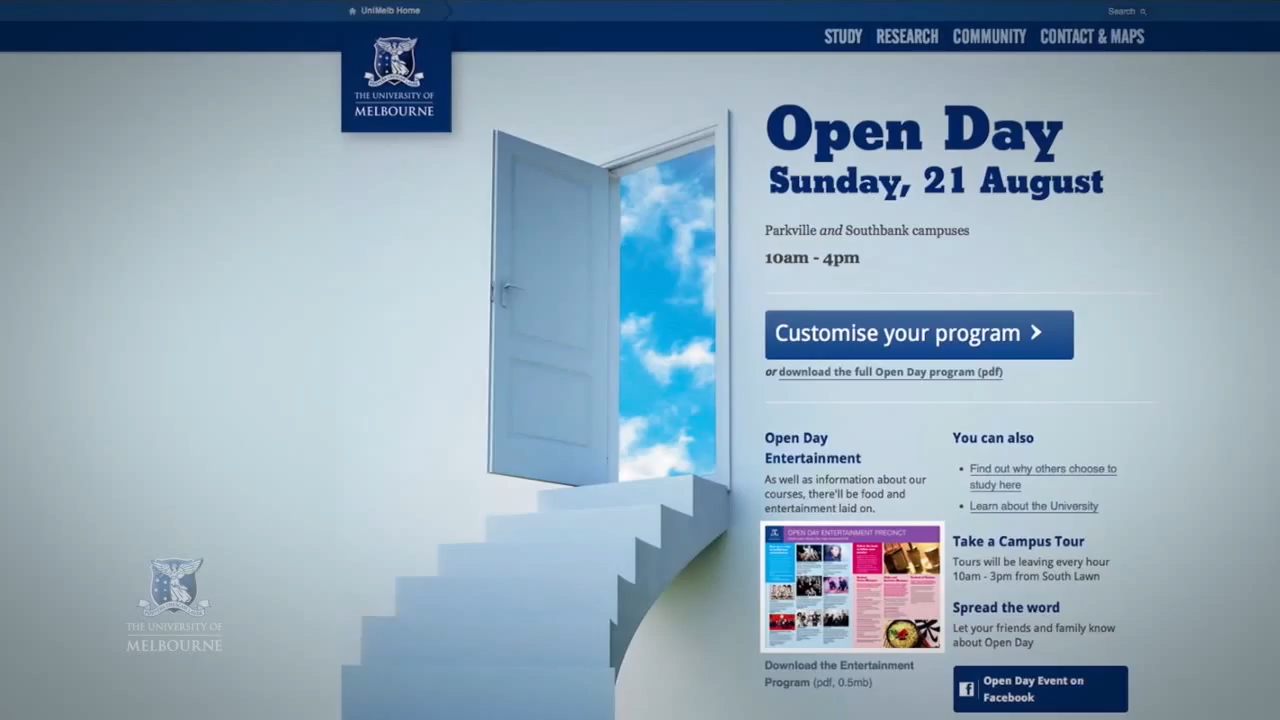 UniMelb Home
Search
STUDY RESEARCH COMMUNITY CONTACT & MAPS
THE UNIVERSITY OF
MELBOURNE
Open Day
Sunday, 21 August
Parkville and Southbank campuses
10am - 4pm
Customise your program
or download the full Open Day program (pdf)
Open Day
Entertainment
As well as information about our
courses, there'll be food and
entertainment laid on.
OPEN DAY ENTERTAINMENT PRECINCT
Download the Entertainment
Program (pdf, 0.5mb)
You can also
• Find out why others choose to
study here
• Learn about the University
Take a Campus Tour
Tours will be leaving every hour
10am - 3pm from South Lawn
Spread the word
Let your friends and family know
about Open Day
Open Day Event on
Facebook
THE UNIVERSITY OF
MELBOURNE